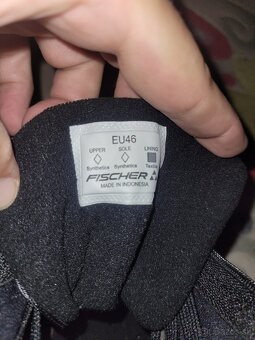 EU46
UPPER SOLE LINING
Synthetics Synthetics Textile
FISCHER
MADE IN INDONESIA